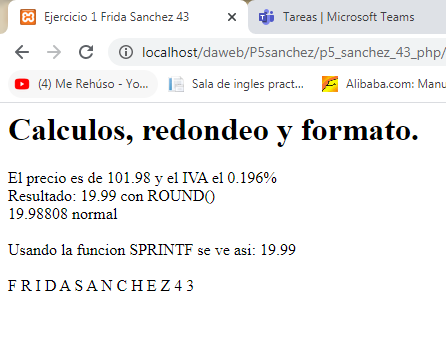 Ejercicio 1 Frida Sanchez 43
Tareas | Microsoft Teams
localhost/daweb/P5sanchez/p5_sanchez_43_php/
(4) Me Rehúso - Yo...
Sala de ingles pract...
Alibaba.com: Manu
Calculos, redondeo y formato.
El precio es de 101.98 y el IVA el 0.196%
Resultado: 19.99 con ROUND()
19.98808 normal
Usando la funcion SPRINTF se ve asi: 19.99
F R I D A S A N C H E Z 4 3